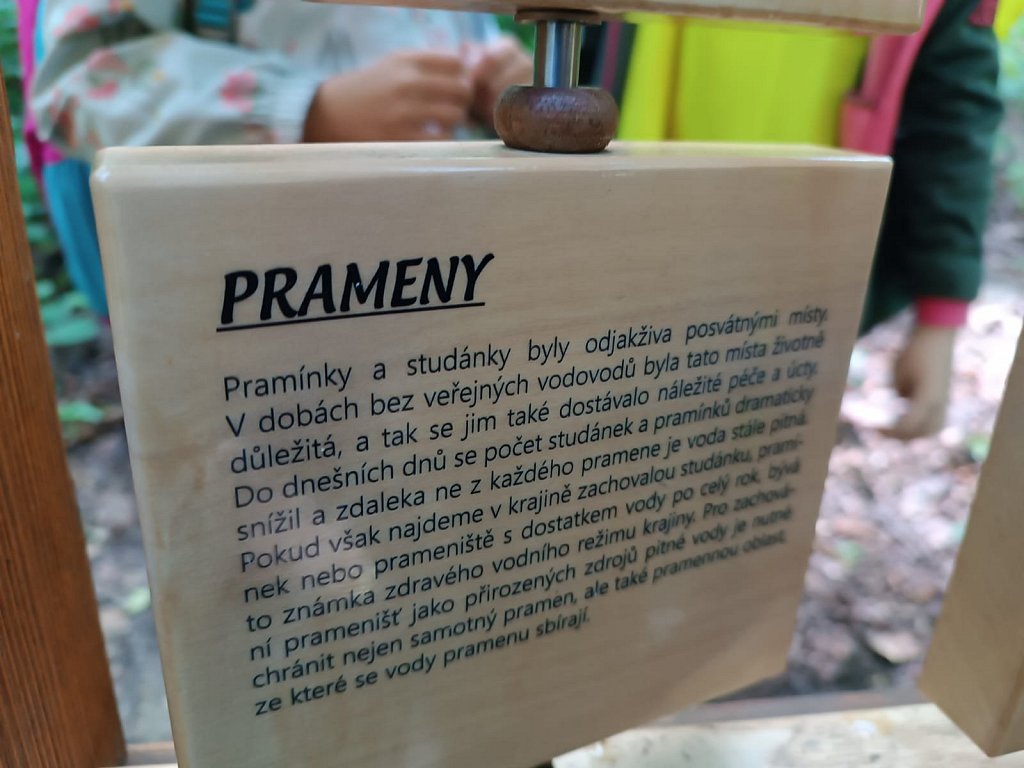 PRAMENY
Pramínky a studánky byly odjakživa posvátnými místy.
V dobách bez veřejných vodovodů byla tato místa životně
důležitá, a tak se jim také dostávalo náležité péče a úcty.
Do dnešních dnů se počet studánek a pramínků dramaticky
snížil a zdaleka ne z každého pramene je voda stále pitná.
Pokud však najdeme v krajině zachovalou studánku, pramí-
nek nebo prameniště s dostatkem vody po celý rok, bývá
to známka zdravého vodního režimu krajiny. Pro zachová-
ní pramenišť jako přirozených zdrojů pitné vody je nutné
chránit nejen samotný pramen, ale také pramennou oblast,
ze které se vody pramenu sbírají.